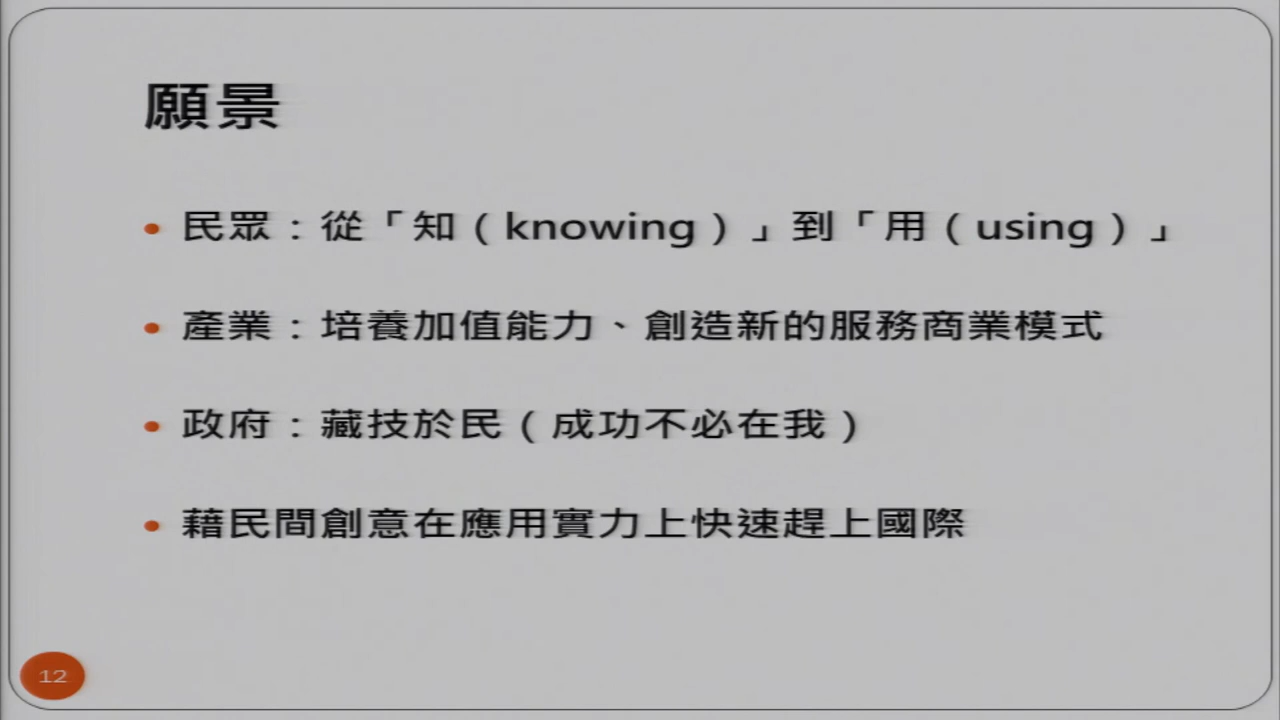 願景
民眾：從「知（knowing）」到「用（using）」
產業：培養加值能力、創造新的服務商業模式
政府：藏技於民（成功不必在我）
藉民間創意在應用實力上快速趕上國際
12